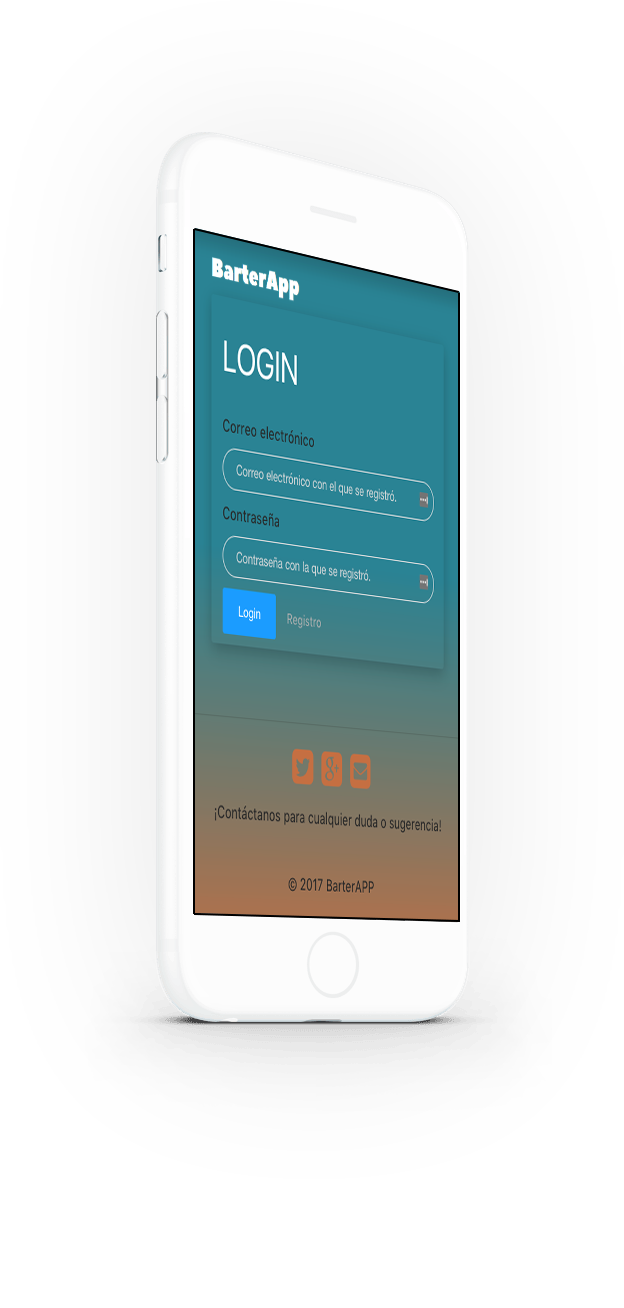 BarterApp
LOGIN
Correo electrónico
Correo electrónico con el que se registró.
Contraseña
Contraseña con la que se registró.
Login Registro
¡Contáctanos para cualquier duda o sugerencia!
© 2017 BarterAPP